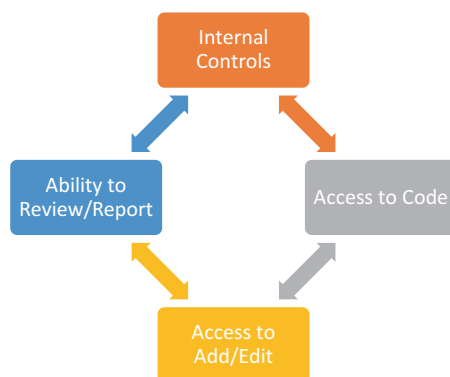 Internal
Controls
Ability to
Review/Report
Access to Code
Access to
Add/Edit